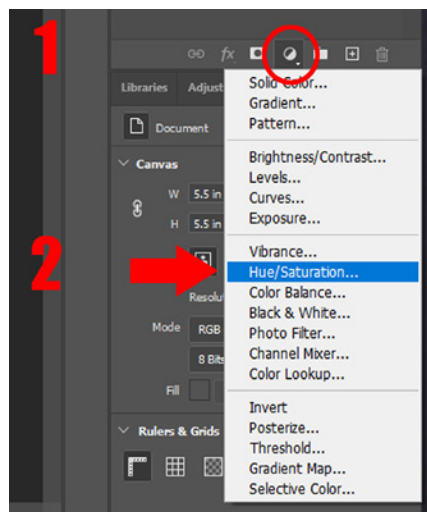 1
fx
Libraries Adjust
Document
Canvas
W 5.5 in
H 5.5 in
2
Resolu
Mode RGB
8 Bits
Fill
Rulers & Grids
Solid Color...
Gradient...
Pattern...
Brightness/Contrast...
Levels...
Curves...
Exposure...
Vibrance...
Hue/Saturation...
Color Balance...
Black & White...
Photo Filter...
Channel Mixer...
Color Lookup...
Invert
Posterize...
Threshold...
Gradient Map...
Selective Color...